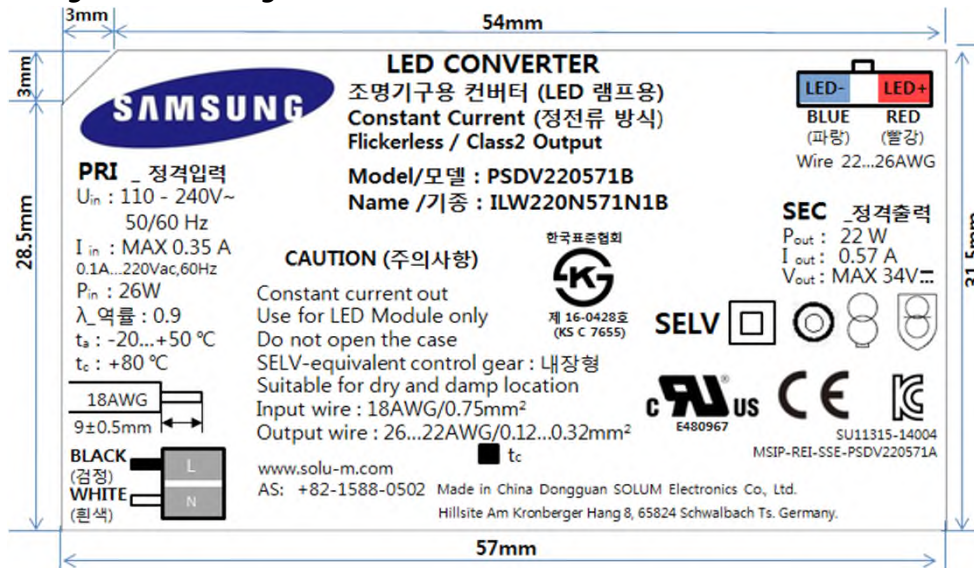 3mm
54mm
3mm
28.5mm
31.5mm
SAMSUNG
LED CONVERTER
조명기구용 컨버터 (LED 램프용)
Constant Current (정전류 방식)
Flickerless / Class2 Output
Model/모델 : PSDV220571B
Name /기종 : ILW220N571N1B
LED- LED+
BLUE RED
(파랑) (빨강)
Wire 22...26AWG
PRI _ 정격입력
Uin : 110 - 240V~
50/60 Hz
I in : MAX 0.35 A
0.1A...220Vac,60Hz
Pin : 26W
λ_역률 : 0.9
ta : -20...+50 ℃
tc : +80 ℃
18AWG
9±0.5mm
BLACK
(검정)
WHITE
(흰색)
L
N
CAUTION (주의사항)
Constant current out
Use for LED Module only
Do not open the case
SELV-equivalent control gear : 내장형
Suitable for dry and damp location
Input wire : 18AWG/0.75mm²
Output wire : 26...22AWG/0.12...0.32mm²
tc
www.solu-m.com
AS: +82-1588-0502 Made in China Dongguan SOLUM Electronics Co., Ltd.
Hillsite Am Kronberger Hang 8, 65824 Schwalbach Ts. Germany.
한국표준협회
제 16-0428호
(KS C 7655)
SEC _정격출력
Pout : 22 W
I out : 0.57 A
Vout : MAX 34V
SELV
c RU US
E480967
CE
KC
SU11315-14004
MSIP-REI-SSE-PSDV220571A
57mm